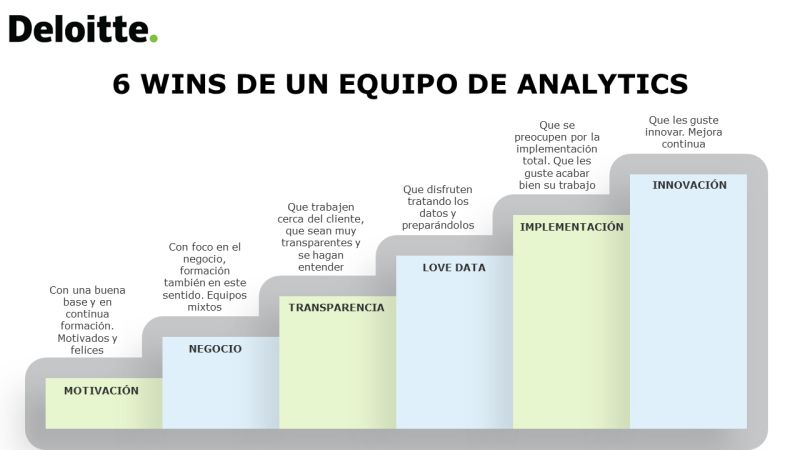 Deloitte.
6 WINS DE UN EQUIPO DE ANALYTICS
Con una buena
base y en
continua
formación.
Motivados y
felices
MOTIVACIÓN
Con foco en el
negocio,
formación
también en este
sentido. Equipos
mixtos
NEGOCIO
Que trabajen
cerca del cliente,
que sean muy
transparentes y
se hagan
entender
TRANSPARENCIA
Que disfruten
tratando los
datos y
preparándolos
LOVE DATA
Que se
preocupen por la
implementación
total. Que les
guste acabar
bien su trabajo
IMPLEMENTACIÓN
Que les guste
innovar. Mejora
continua
INNOVACIÓN